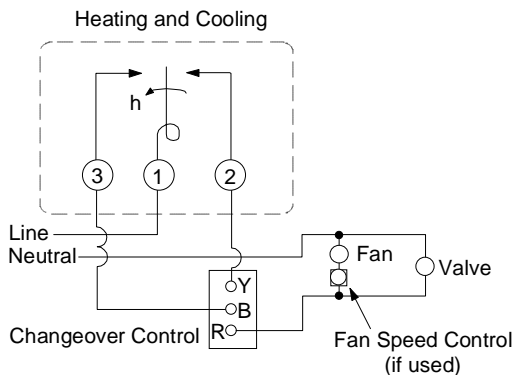 Heating and Cooling
h
3
1
2
Line
Neutral
Fan
Valve
Y
B
R
Changeover Control
Fan Speed Control
(if used)